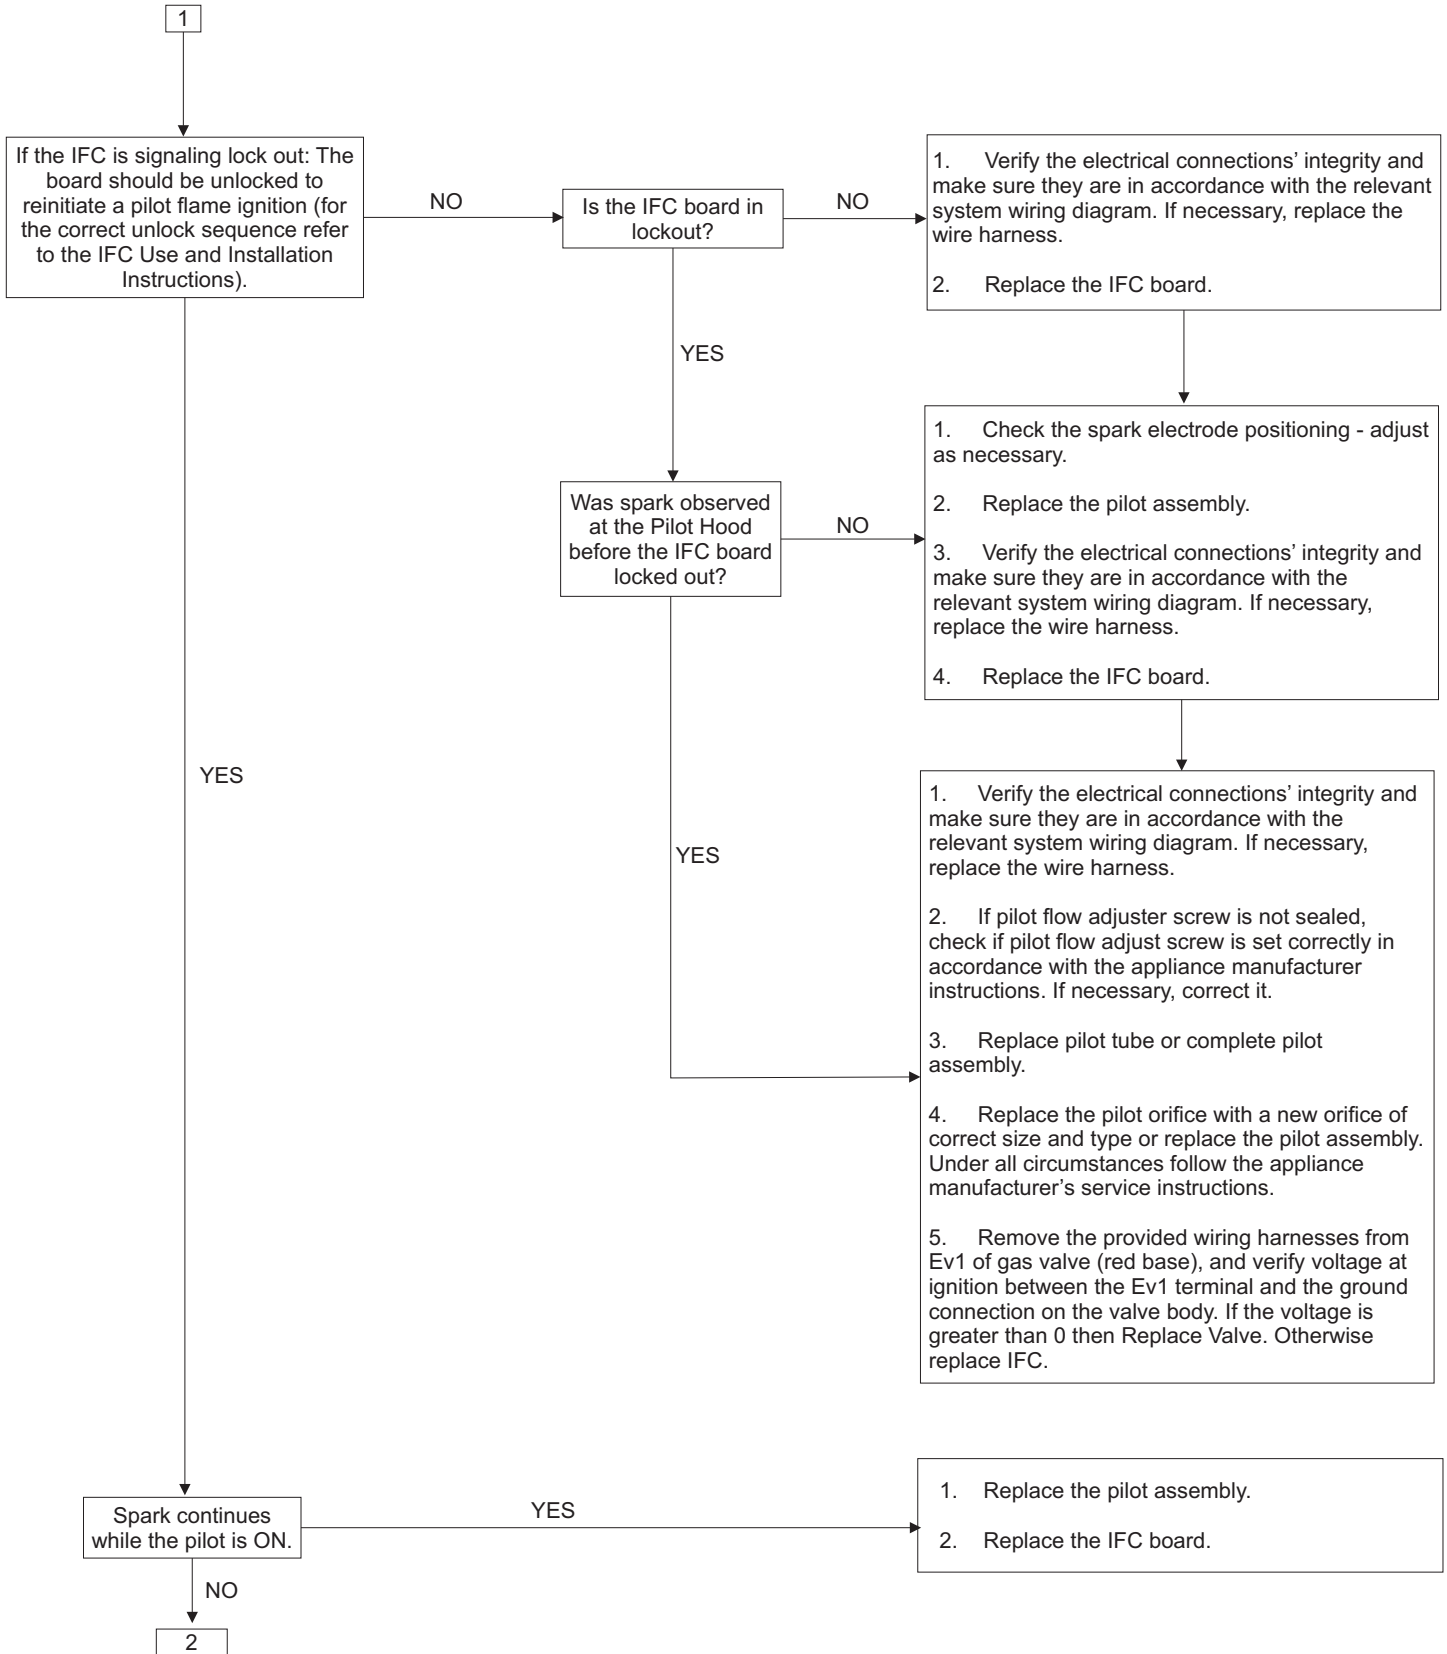 1
If the IFC is signaling lock out: The
board should be unlocked to
reinitiate a pilot flame ignition (for
the correct unlock sequence refer
to the IFC Use and Installation
Instructions).
NO
Is the IFC board in
lockout?
NO
1. Verify the electrical connections’ integrity and
make sure they are in accordance with the relevant
system wiring diagram. If necessary, replace the
wire harness.
2. Replace the IFC board.
YES
Was spark observed
at the Pilot Hood
before the IFC board
locked out?
NO
1. Check the spark electrode positioning - adjust
as necessary.
2. Replace the pilot assembly.
3. Verify the electrical connections’ integrity and
make sure they are in accordance with the
relevant system wiring diagram. If necessary,
replace the wire harness.
4. Replace the IFC board.
YES
YES
1. Verify the electrical connections’ integrity and
make sure they are in accordance with the
relevant system wiring diagram. If necessary,
replace the wire harness.
2. If pilot flow adjuster screw is not sealed,
check if pilot flow adjust screw is set correctly in
accordance with the appliance manufacturer
instructions. If necessary, correct it.
3. Replace pilot tube or complete pilot
assembly.
4. Replace the pilot orifice with a new orifice of
correct size and type or replace the pilot assembly.
Under all circumstances follow the appliance
manufacturer’s service instructions.
5. Remove the provided wiring harnesses from
Ev1 of gas valve (red base), and verify voltage at
ignition between the Ev1 terminal and the ground
connection on the valve body. If the voltage is
greater than 0 then Replace Valve. Otherwise
replace IFC.
Spark continues
while the pilot is ON.
YES
1. Replace the pilot assembly.
2. Replace the IFC board.
NO
2